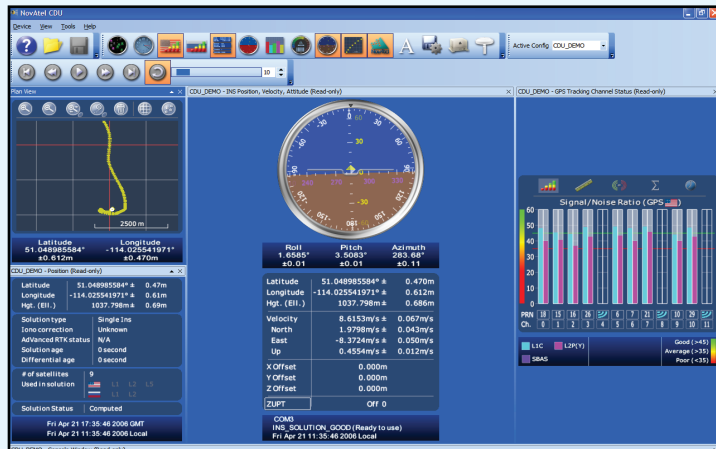 NovAtel CDU
Device View Tools Help
Active Config CDU_DEMO
10
Plan View
2500 m
Latitude Longitude
51.048985584° -114.025541971°
±0.612m ±0.470m
CDU_DEMO - Position (Read-only)
Latitude 51.048985584° ± 0.47m
Longitude -114.025541971° ± 0.61m
Hgt. (Ell.) 1037.798m ± 0.69m
Solution type Single Ins
Iono correction Unknown
AdVanced RTK status N/A
Solution age 0 second
Differential age 0 second
# of satellites 9
Used in solution L1 L2 L5
L1 L2
Solution Status Computed
Fri Apr 21 17:35:46 2006 GMT
Fri Apr 21 11:35:46 2006 Local
CDU_DEMO - INS Position, Velocity, Attitude (Read-only)
Roll Pitch Azimuth
1.6585° 3.5083° 283.68°
±0.01 ±0.01 ±0.11
Latitude 51.048985584° ± 0.470m
Longitude -114.025541971° ± 0.612m
Hgt. (Ell.) 1037.798m ± 0.686m
Velocity 8.6153m/s ± 0.067m/s
North 1.9798m/s ± 0.043m/s
East -8.3724m/s ± 0.050m/s
Up 0.4554m/s ± 0.012m/s
X Offset 0.000m
Y Offset 0.000m
Z Offset 0.000m
ZUPT Off 0
COM3
INS_SOLUTION_GOOD (Ready to use)
Fri Apr 21 11:35:46 2006 Local
CDU_DEMO - GPS Tracking Channel Status (Read-only)
Signal/Noise Ratio (GPS)
60
50
40
30
20
10
0
PRN 18 15 16 26 6 7 21 10 29
Ch. 0 1 2 3 4 5 6 7 8 9 10 11
L1C L2P(Y)
SBAS
Good (>45)
Average (>35)
Poor (<35)